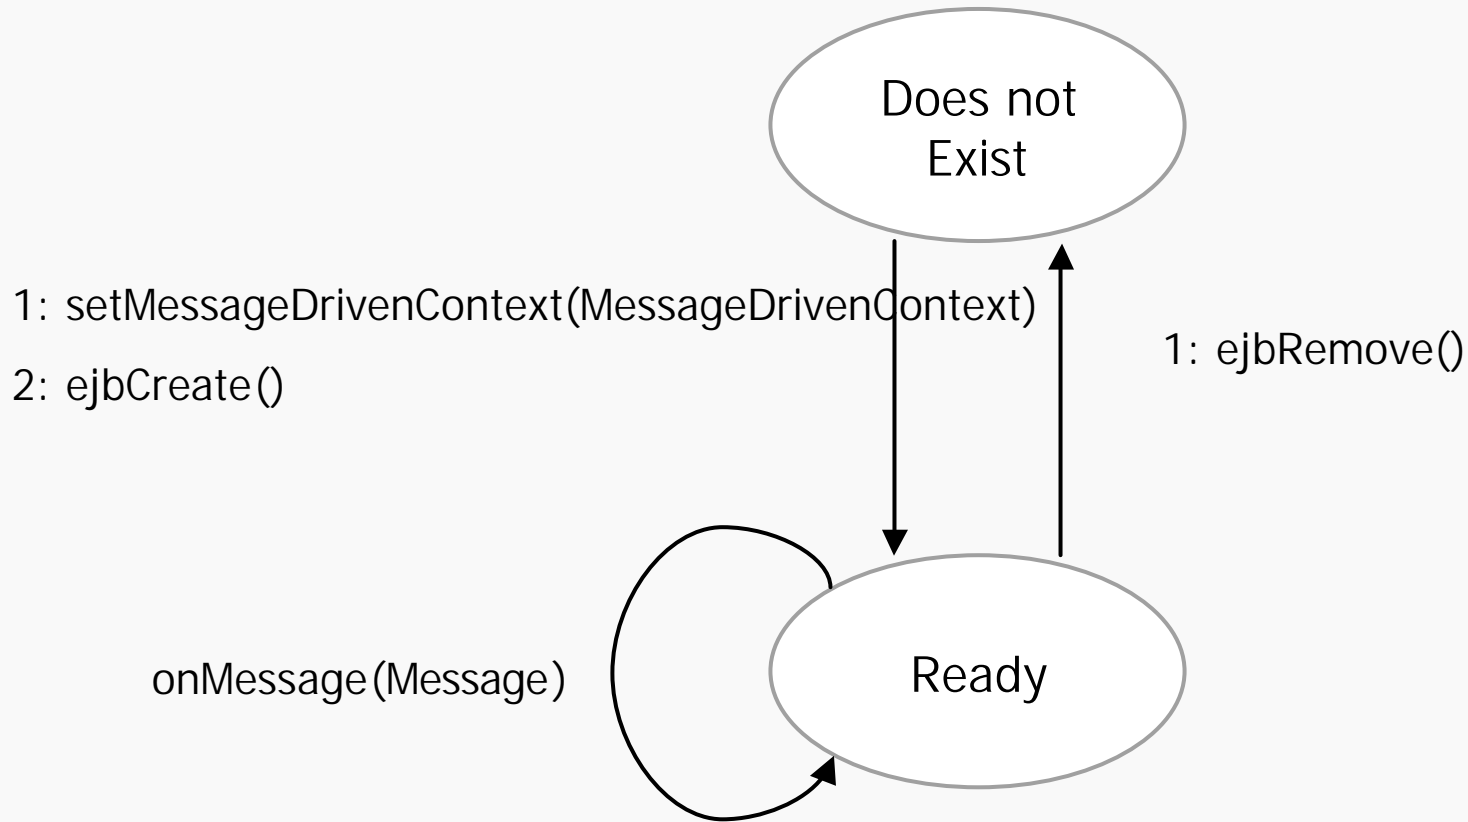 Does not
Exist
1: setMessageDrivenContext(MessageDrivenContext)
1: ejbRemove()
2: ejbCreate()
onMessage(Message)
Ready